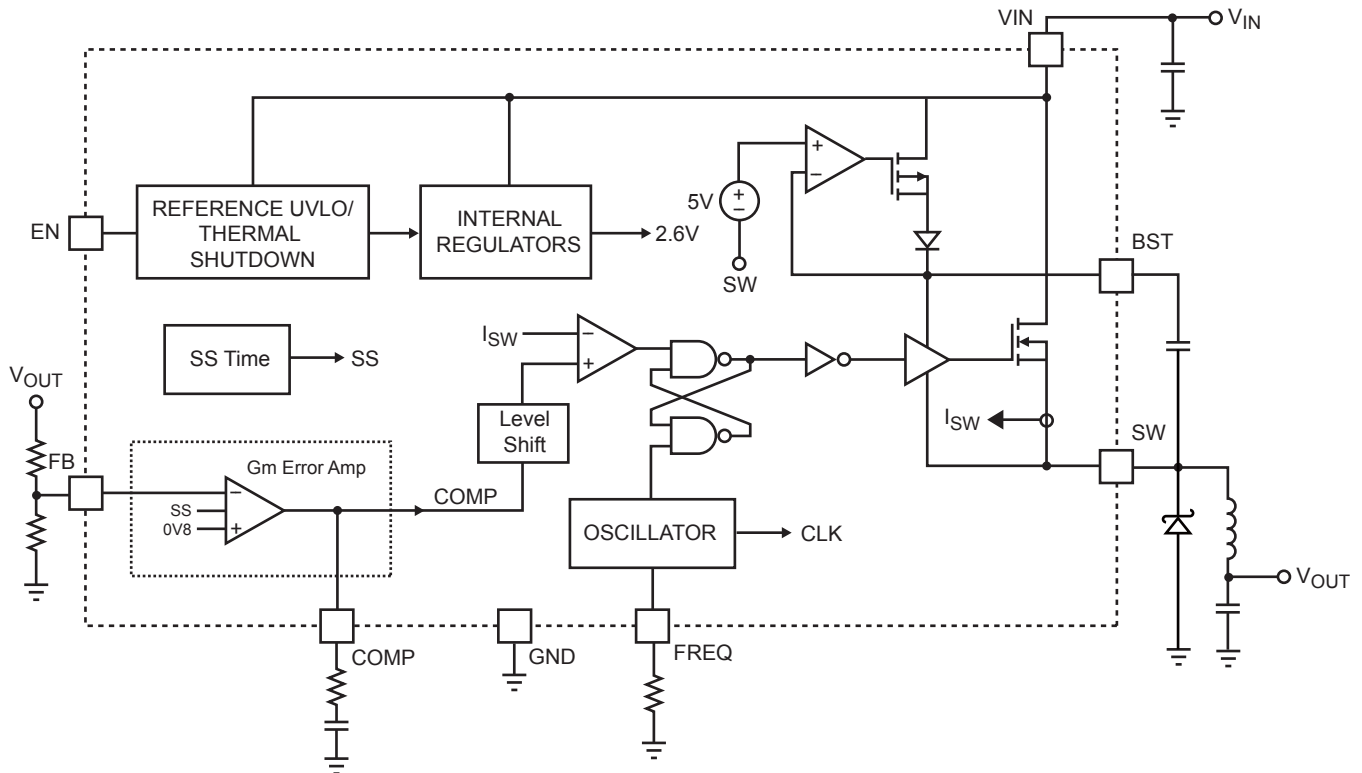 VIN
V_IN
EN
REFERENCE UVLO/
THERMAL
SHUTDOWN
INTERNAL
REGULATORS
2.6V
5V
+
−
SW
+
−
BST
SS Time
SS
I_SW
−
+
Level
Shift
I_SW
SW
V_OUT
FB
Gm Error Amp
−
SS
0V8
+
COMP
OSCILLATOR
CLK
V_OUT
COMP
GND
FREQ